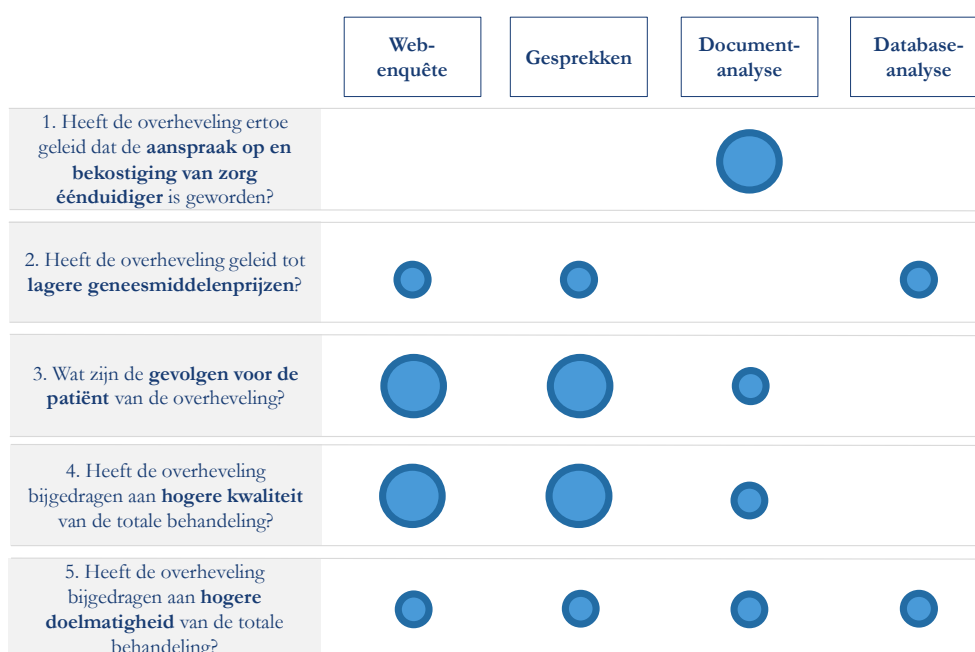 Web-
enquête
Gesprekken
Document-
analyse
Database-
analyse
1. Heeft de overheveling ertoe
geleid dat de aanspraak op en
bekostiging van zorg
éénduidiger is geworden?
2. Heeft de overheveling geleid tot
lagere geneesmiddelenprijzen?
3. Wat zijn de gevolgen voor de
patiënt van de overheveling?
4. Heeft de overheveling
bijgedragen aan hogere kwaliteit
van de totale behandeling?
5. Heeft de overheveling
bijgedragen aan hogere
doelmatigheid van de totale
behandeling?